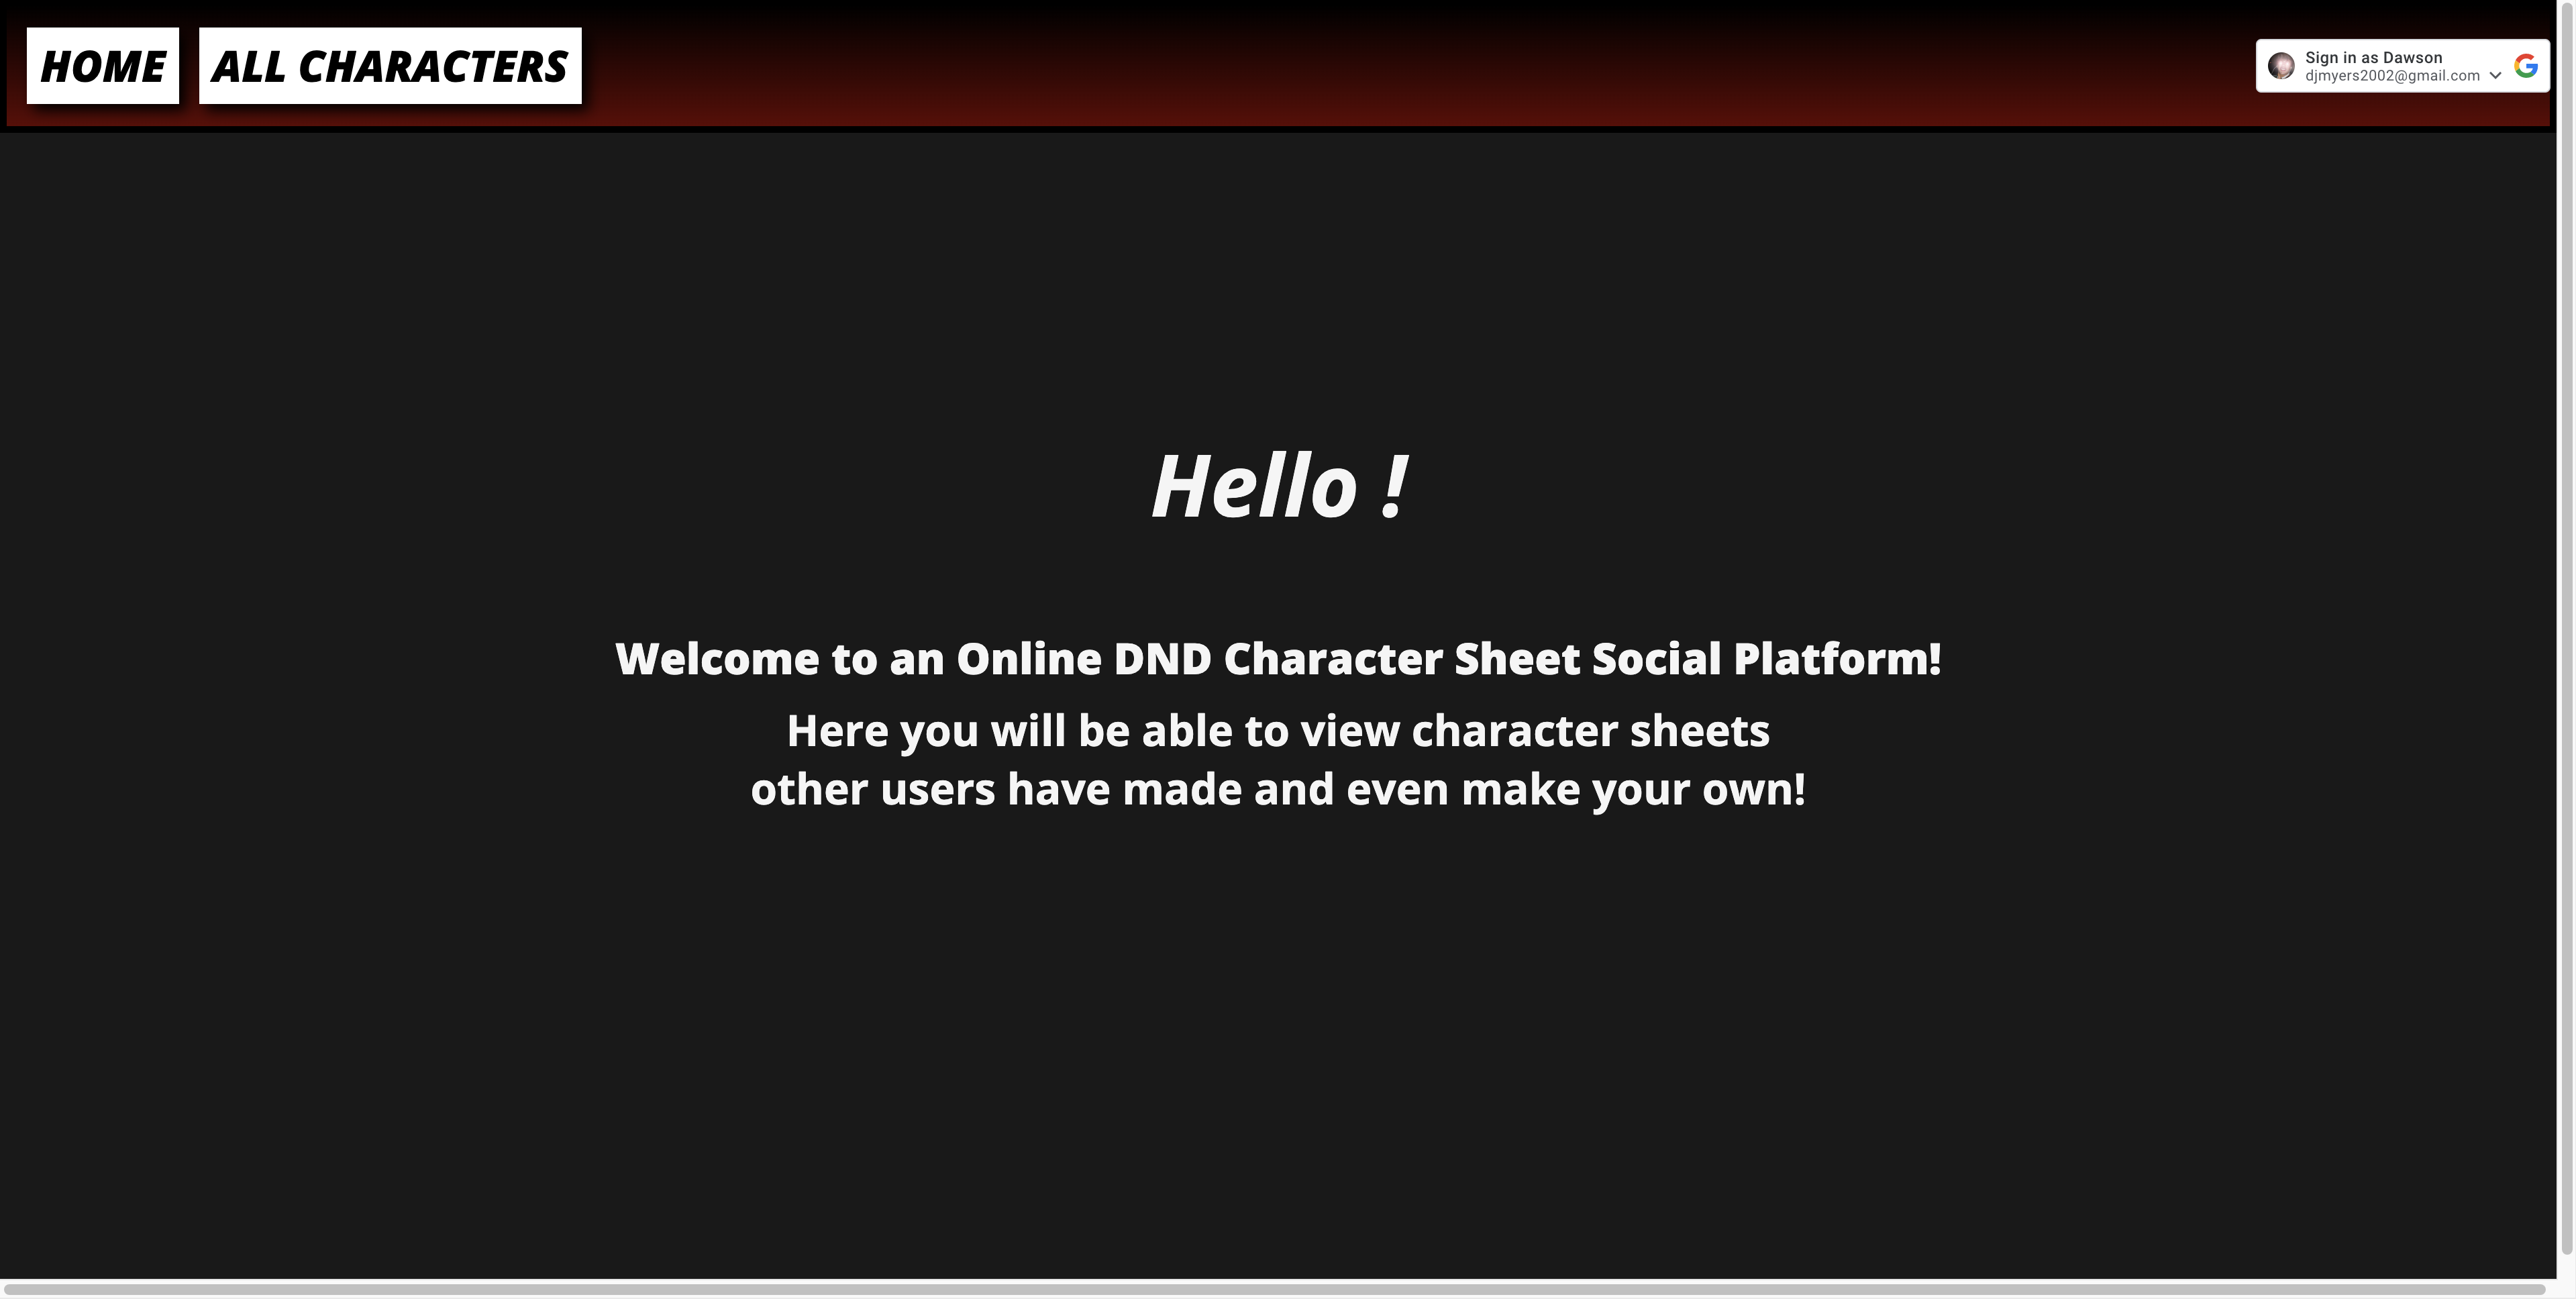 HOME ALL CHARACTERS
Sign in as Dawson
djmyers2002@gmail.com
Hello !
Welcome to an Online DND Character Sheet Social Platform!
Here you will be able to view character sheets
other users have made and even make your own!